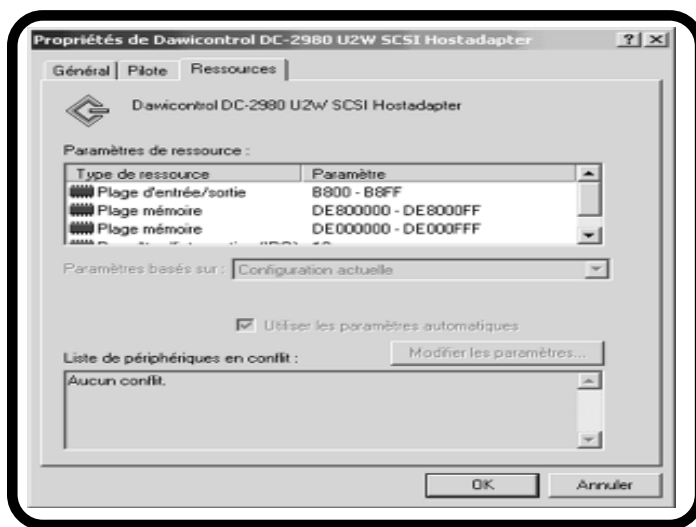 Propriétés de Dawicontrol DC-2980 U2W SCSI Hostadapter
Général Pilote Ressources
Dawicontrol DC-2980 U2W SCSI Hostadapter
Paramètres de ressource :
Type de ressource Paramètre
Plage d'entrée/sortie B800 - B8FF
Plage mémoire DE800000 - DE8000FF
Plage mémoire DE000000 - DE000FFF
Paramètres basés sur : Configuration actuelle
Utiliser les paramètres automatiques
Liste de périphériques en conflit :
Modifier les paramètres...
Aucun conflit.
OK Annuler